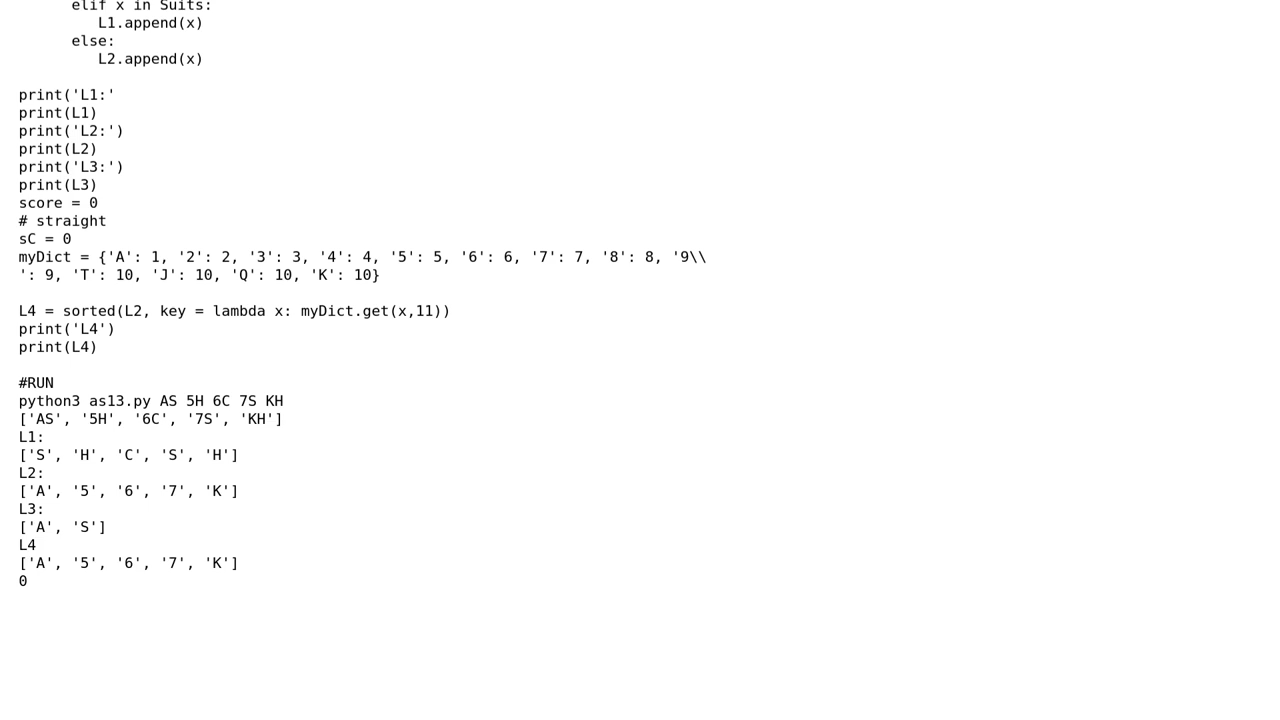 elif x in Suits:
         L1.append(x)
      else:
         L2.append(x)

print('L1:'
print(L1)
print('L2:')
print(L2)
print('L3:')
print(L3)
score = 0
# straight
sC = 0
myDict = {'A': 1, '2': 2, '3': 3, '4': 4, '5': 5, '6': 6, '7': 7, '8': 8, '9\\
': 9, 'T': 10, 'J': 10, 'Q': 10, 'K': 10}

L4 = sorted(L2, key = lambda x: myDict.get(x,11))
print('L4')
print(L4)

#RUN
python3 as13.py AS 5H 6C 7S KH
['AS', '5H', '6C', '7S', 'KH']
L1:
['S', 'H', 'C', 'S', 'H']
L2:
['A', '5', '6', '7', 'K']
L3:
['A', 'S']
L4
['A', '5', '6', '7', 'K']
0